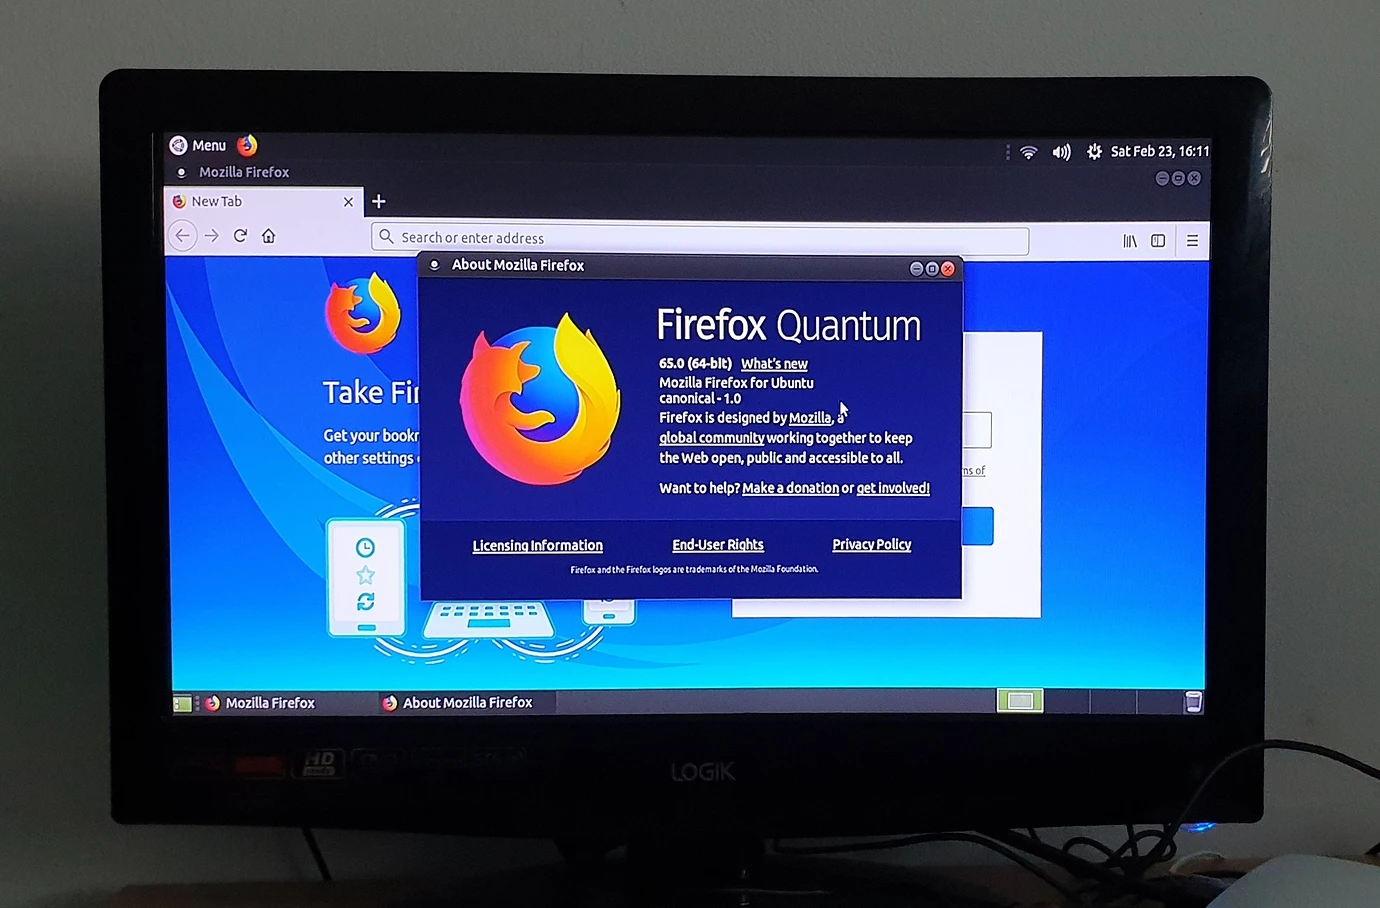 Menu
Sat Feb 23, 16:11
Mozilla Firefox
New Tab
Search or enter address
About Mozilla Firefox
Firefox Quantum
65.0 (64-bit) What's new
Mozilla Firefox for Ubuntu
canonical - 1.0
Firefox is designed by Mozilla, a
global community working together to keep
the Web open, public and accessible to all.
Want to help? Make a donation or get involved!
Licensing Information End-User Rights Privacy Policy
Firefox and the Firefox logos are trademarks of the Mozilla Foundation.
Take Fir
Get your bookr
other settings
ms of
Mozilla Firefox
About Mozilla Firefox
HD
ready
LOGIK